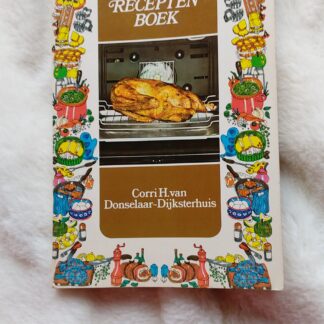 RECEPTEN
BOEK
Corri H. van
Donselaar-Dijksterhuis